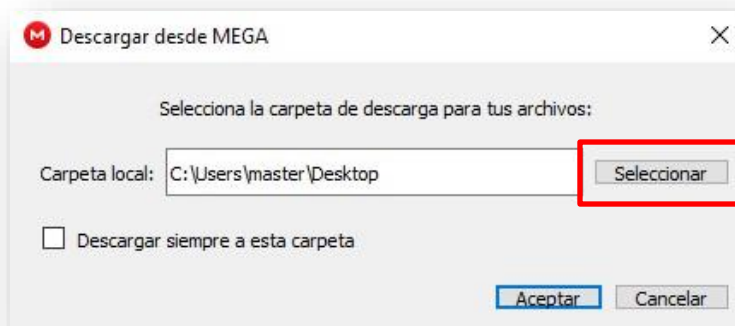 Descargar desde MEGA
Selecciona la carpeta de descarga para tus archivos:
Carpeta local: C:\Users\master\Desktop Seleccionar
Descargar siempre a esta carpeta
Aceptar Cancelar